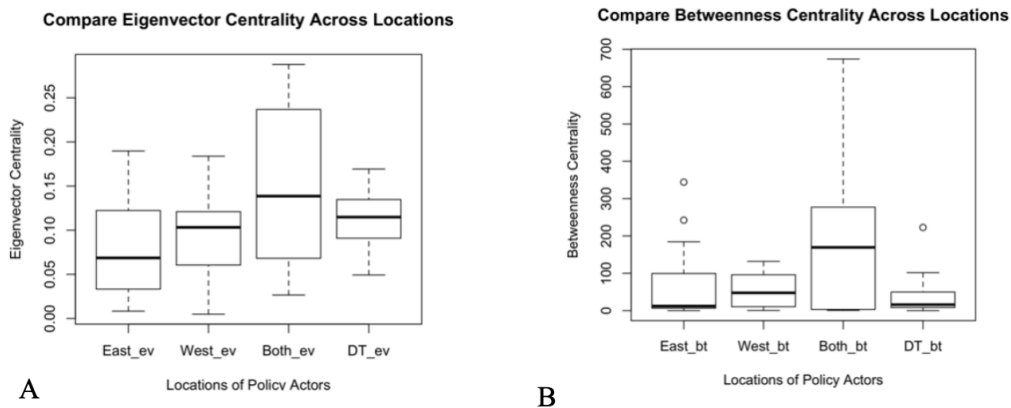 Compare Eigenvector Centrality Across Locations
Eigenvector Centrality
0.25
0.20
0.15
0.10
0.05
0.00
East_ev West_ev Both_ev DT_ev
Locations of Policy Actors
A
Compare Betweenness Centrality Across Locations
Betweenness Centrality
700
600
500
400
300
200
100
0
East_bt West_bt Both_bt DT_bt
Locations of Policy Actors
B